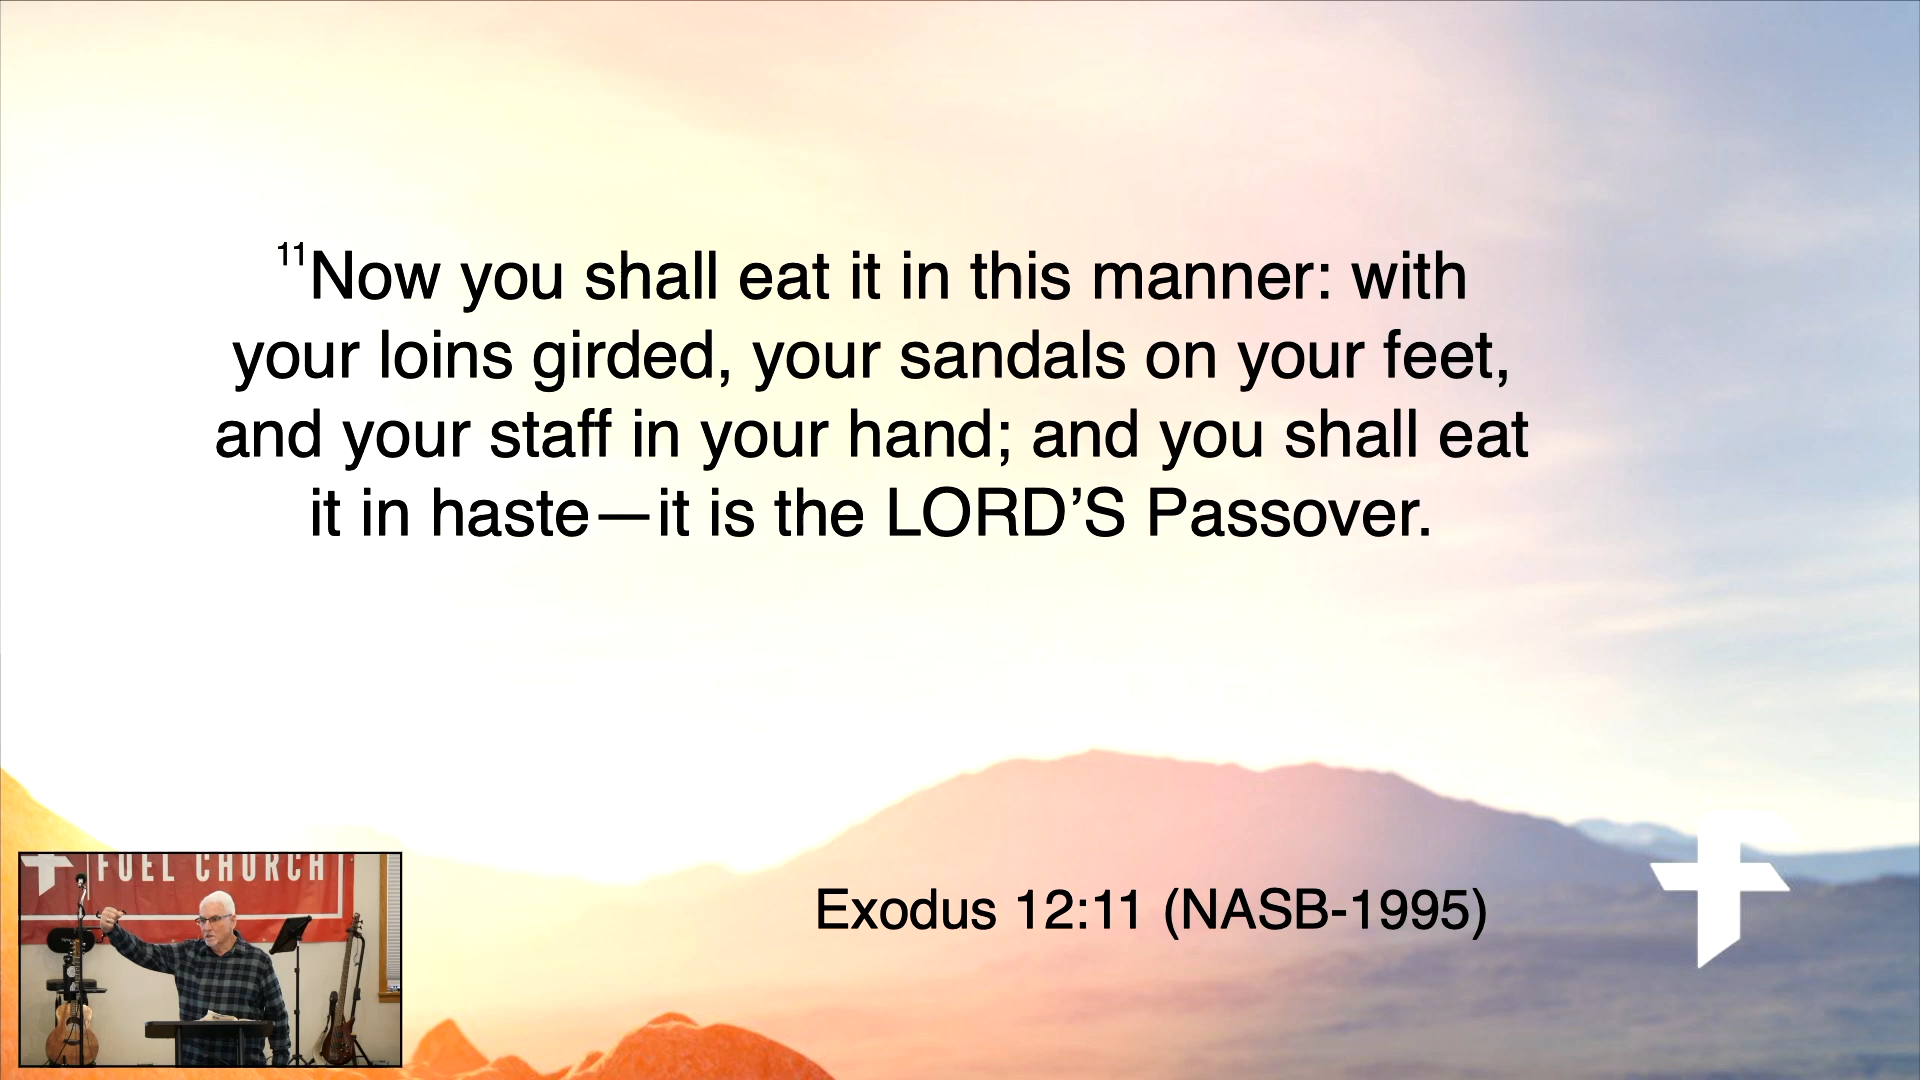 ¹¹Now you shall eat it in this manner: with
your loins girded, your sandals on your feet,
and your staff in your hand; and you shall eat
it in haste—it is the LORD’S Passover.
Exodus 12:11 (NASB-1995)
FUEL CHURCH